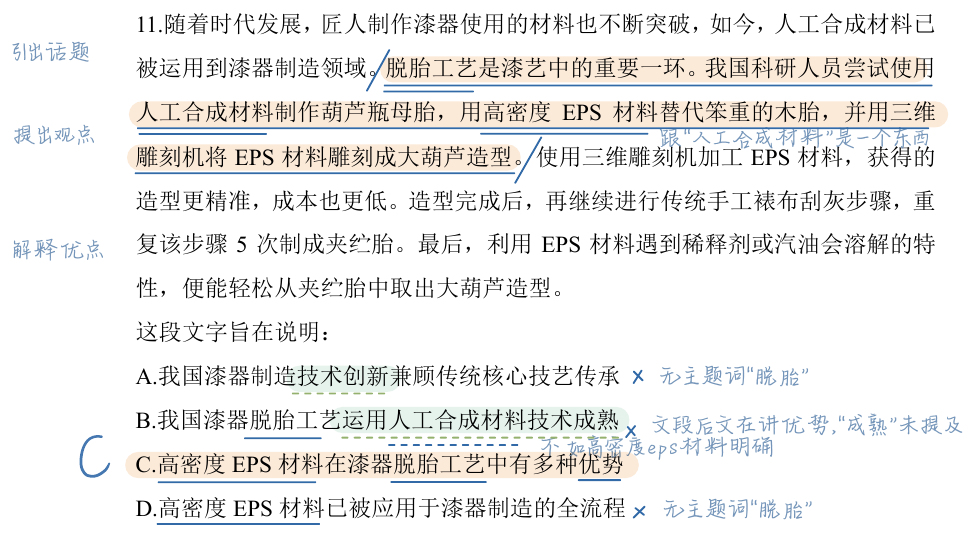 11.随着时代发展，匠人制作漆器使用的材料也不断突破，如今，人工合成材料已
引出话题
被运用到漆器制造领域。脱胎工艺是漆艺中的重要一环。我国科研人员尝试使用
人工合成材料制作葫芦瓶母胎，用高密度 EPS 材料替代笨重的木胎，并用三维
提出观点
跟“人工合成材料”是一个东西
雕刻机将 EPS 材料雕刻成大葫芦造型。使用三维雕刻机加工 EPS 材料，获得的
造型更精准，成本也更低。造型完成后，再继续进行传统手工裱布刮灰步骤，重
解释优点
复该步骤 5 次制成夹纻胎。最后，利用 EPS 材料遇到稀释剂或汽油会溶解的特
性，便能轻松从夹纻胎中取出大葫芦造型。
这段文字旨在说明：
A.我国漆器制造技术创新兼顾传统核心技艺传承 × 无主题词“脱胎”
B.我国漆器脱胎工艺运用人工合成材料技术成熟 × 文段后文在讲优势,“成熟”未提及
不如高密度eps材料明确
C
C.高密度 EPS 材料在漆器脱胎工艺中有多种优势
D.高密度 EPS 材料已被应用于漆器制造的全流程 × 无主题词“脱胎”